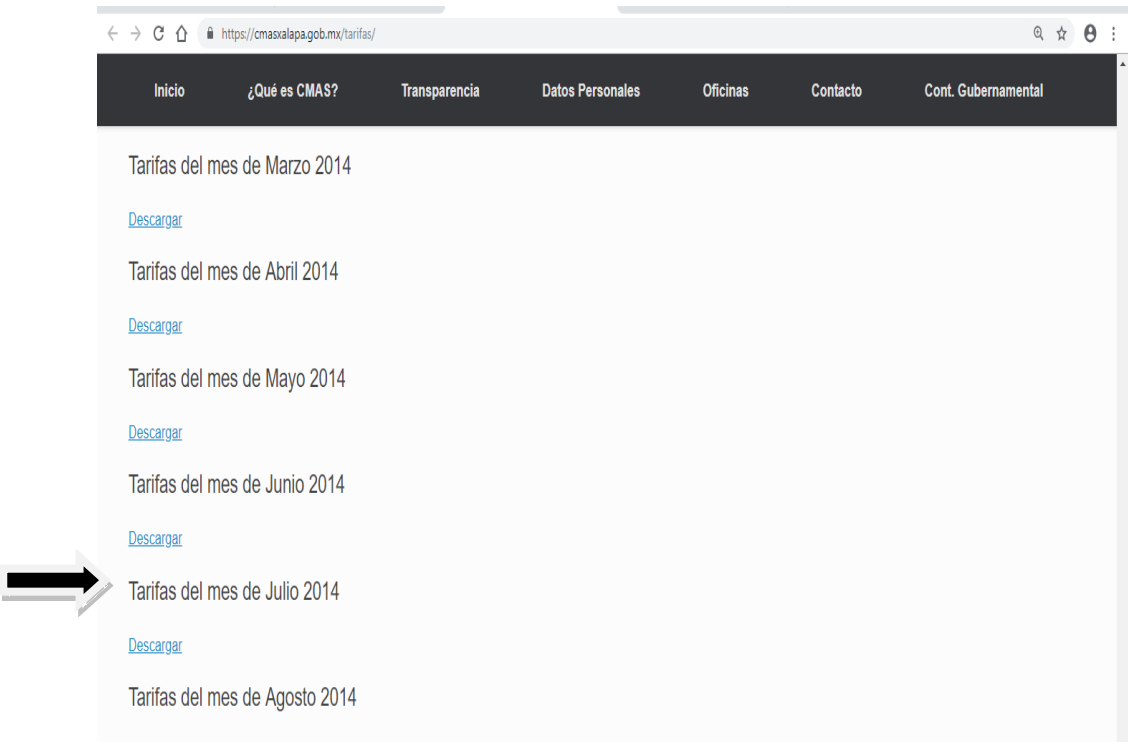 https://cmasxalapa.gob.mx/tarifas/
Inicio ¿Qué es CMAS? Transparencia Datos Personales Oficinas Contacto Cont. Gubernamental
Tarifas del mes de Marzo 2014
Descargar
Tarifas del mes de Abril 2014
Descargar
Tarifas del mes de Mayo 2014
Descargar
Tarifas del mes de Junio 2014
Descargar
Tarifas del mes de Julio 2014
Descargar
Tarifas del mes de Agosto 2014